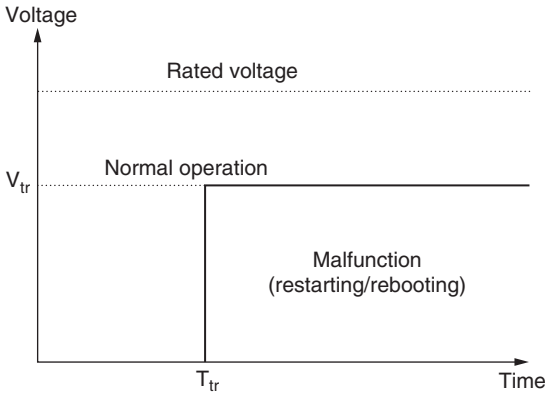 Voltage
Rated voltage
Normal operation
Vtr
Malfunction
(restarting/rebooting)
Ttr
Time